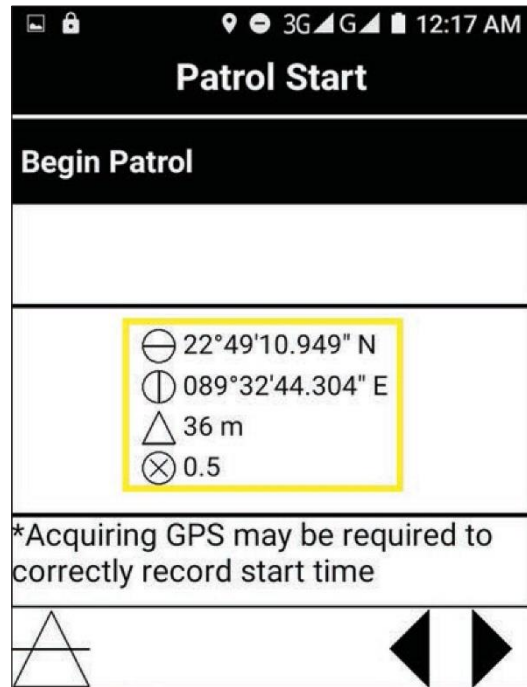 3G G 12:17 AM
Patrol Start
Begin Patrol
22°49'10.949" N
089°32'44.304" E
36 m
0.5
*Acquiring GPS may be required to
correctly record start time